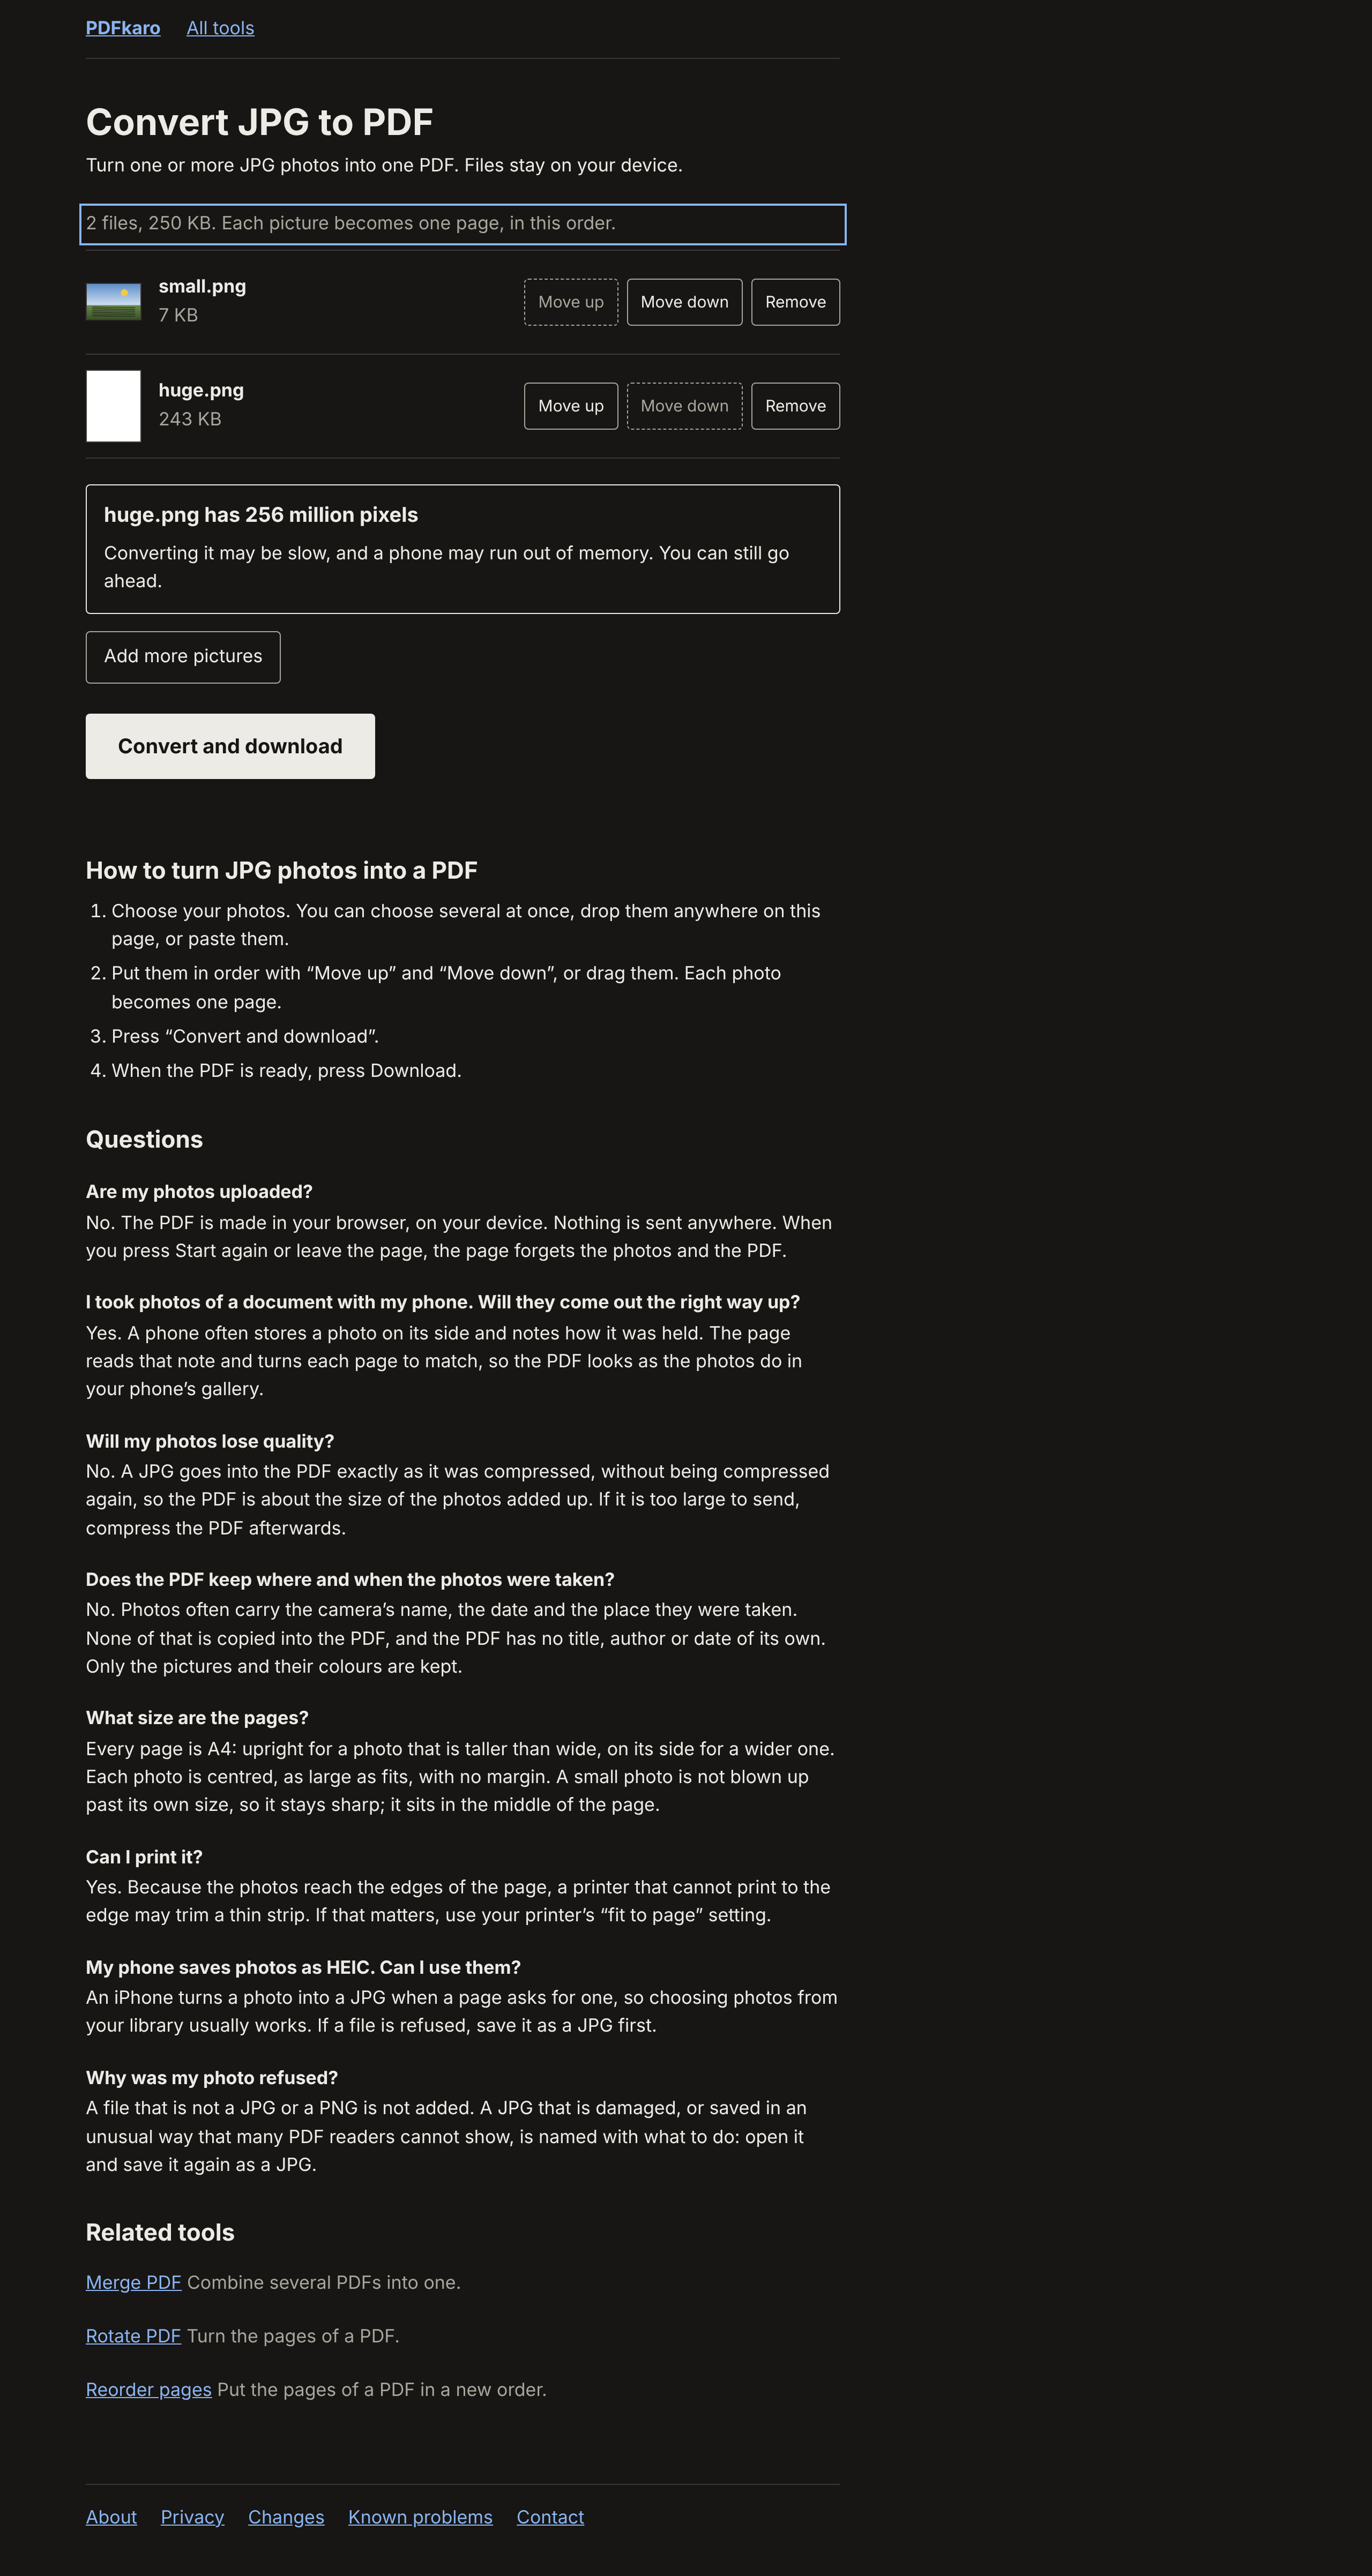 PDFkaro All tools
Convert JPG to PDF
Turn one or more JPG photos into one PDF. Files stay on your device.
2 files, 250 KB. Each picture becomes one page, in this order.
small.png
7 KB
Move up Move down Remove
huge.png
243 KB
Move up Move down Remove
huge.png has 256 million pixels
Converting it may be slow, and a phone may run out of memory. You can still go
ahead.
Add more pictures
Convert and download
How to turn JPG photos into a PDF
1. Choose your photos. You can choose several at once, drop them anywhere on this
page, or paste them.
2. Put them in order with “Move up” and “Move down”, or drag them. Each photo
becomes one page.
3. Press “Convert and download”.
4. When the PDF is ready, press Download.
Questions
Are my photos uploaded?
No. The PDF is made in your browser, on your device. Nothing is sent anywhere. When
you press Start again or leave the page, the page forgets the photos and the PDF.
I took photos of a document with my phone. Will they come out the right way up?
Yes. A phone often stores a photo on its side and notes how it was held. The page
reads that note and turns each page to match, so the PDF looks as the photos do in
your phone’s gallery.
Will my photos lose quality?
No. A JPG goes into the PDF exactly as it was compressed, without being compressed
again, so the PDF is about the size of the photos added up. If it is too large to send,
compress the PDF afterwards.
Does the PDF keep where and when the photos were taken?
No. Photos often carry the camera’s name, the date and the place they were taken.
None of that is copied into the PDF, and the PDF has no title, author or date of its own.
Only the pictures and their colours are kept.
What size are the pages?
Every page is A4: upright for a photo that is taller than wide, on its side for a wider one.
Each photo is centred, as large as fits, with no margin. A small photo is not blown up
past its own size, so it stays sharp; it sits in the middle of the page.
Can I print it?
Yes. Because the photos reach the edges of the page, a printer that cannot print to the
edge may trim a thin strip. If that matters, use your printer’s “fit to page” setting.
My phone saves photos as HEIC. Can I use them?
An iPhone turns a photo into a JPG when a page asks for one, so choosing photos from
your library usually works. If a file is refused, save it as a JPG first.
Why was my photo refused?
A file that is not a JPG or a PNG is not added. A JPG that is damaged, or saved in an
unusual way that many PDF readers cannot show, is named with what to do: open it
and save it again as a JPG.
Related tools
Merge PDF Combine several PDFs into one.
Rotate PDF Turn the pages of a PDF.
Reorder pages Put the pages of a PDF in a new order.
About Privacy Changes Known problems Contact